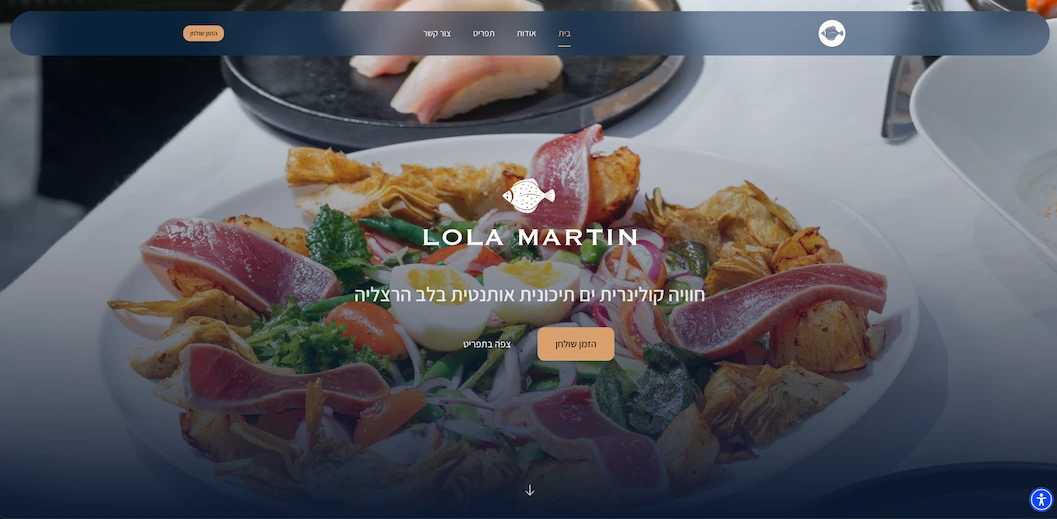 בית
אודות
תפריט
צור קשר
הזמן שולחן
LOLA MARTIN
חוויה קולינרית ים תיכונית אותנטית בלב הרצליה
הזמן שולחן
צפה בתפריט